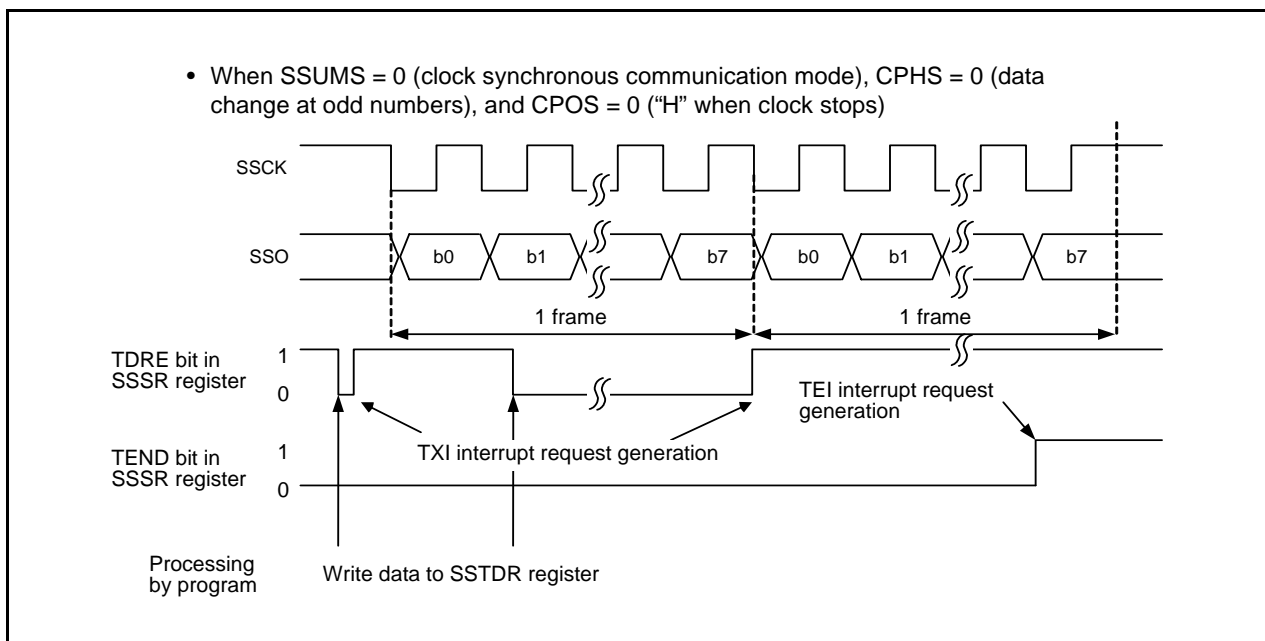 • When SSUMS = 0 (clock synchronous communication mode), CPHS = 0 (data
change at odd numbers), and CPOS = 0 (“H” when clock stops)
SSCK
SSO
b0
b1
b7
b0
b1
b7
1 frame
1 frame
TDRE bit in
SSSR register
1
0
TEI interrupt request
generation
TXI interrupt request generation
TEND bit in
SSSR register
1
0
Processing
by program
Write data to SSTDR register